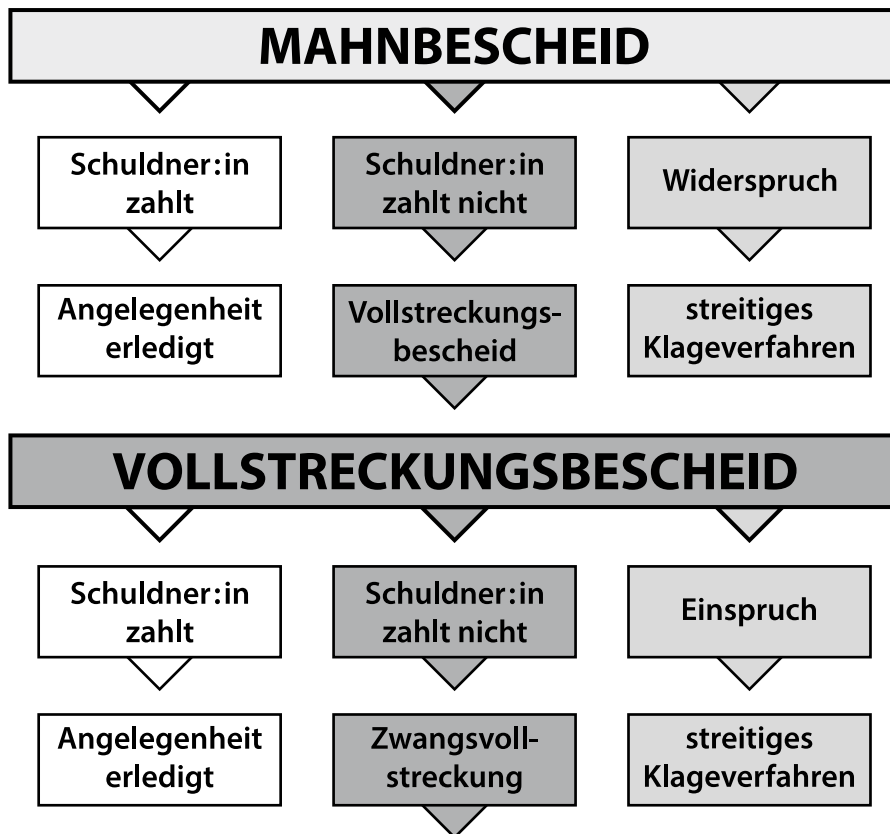 MAHNBESCHEID
Schuldner:in
zahlt
Schuldner:in
zahlt nicht
Widerspruch
Angelegenheit
erledigt
Vollstreckungs-
bescheid
streitiges
Klageverfahren
VOLLSTRECKUNGSBESCHEID
Schuldner:in
zahlt
Schuldner:in
zahlt nicht
Einspruch
Angelegenheit
erledigt
Zwangsvoll-
streckung
streitiges
Klageverfahren